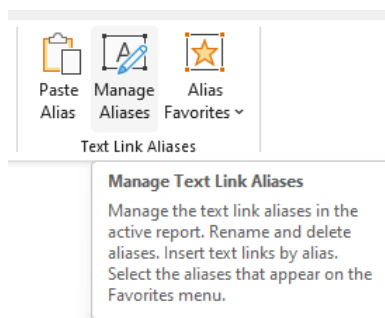 Paste Manage Alias
Alias Aliases Favorites
Text Link Aliases
Manage Text Link Aliases
Manage the text link aliases in the
active report. Rename and delete
aliases. Insert text links by alias.
Select the aliases that appear on the
Favorites menu.